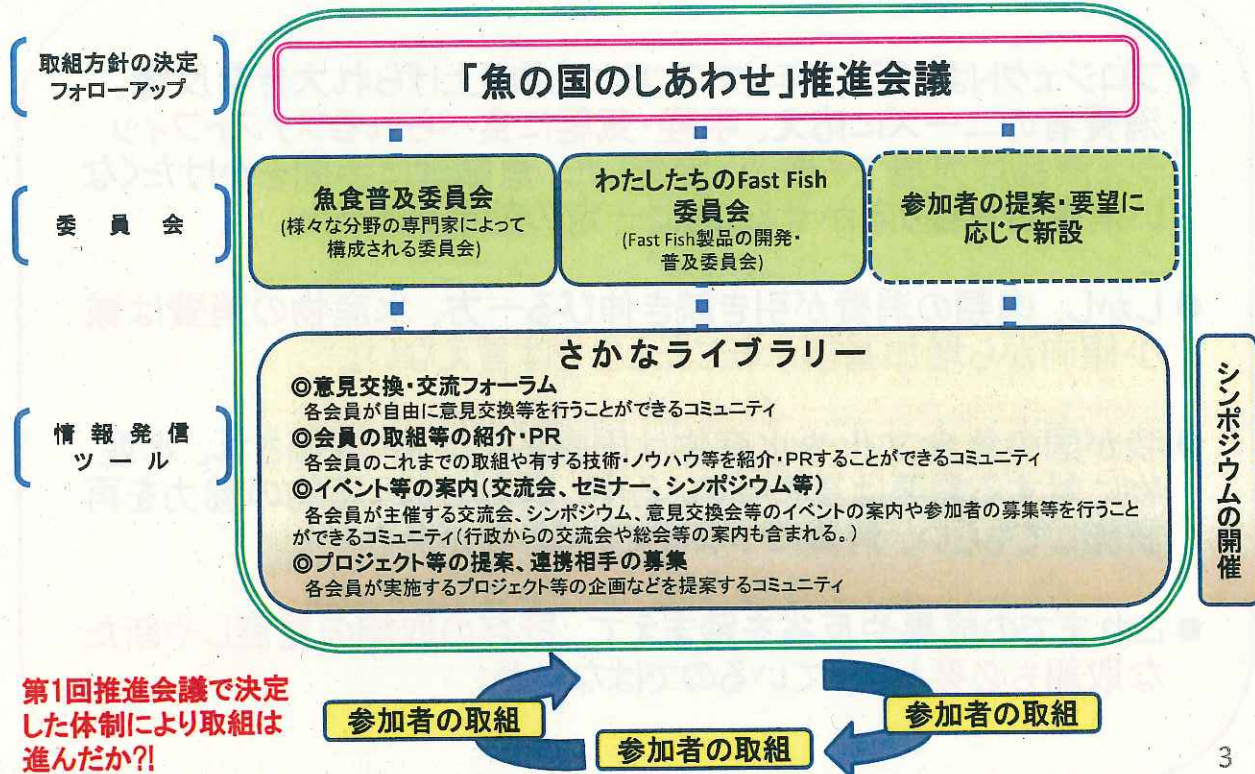 取組方針の決定
フォローアップ
「魚の国のしあわせ」推進会議
委員会
魚食普及委員会
(様々な分野の専門家によって
構成される委員会)
わたしたちのFast Fish
委員会
(Fast Fish製品の開発・
普及委員会)
参加者の提案・要望に
応じて新設
情報発信
ツール
さかなライブラリー
◎意見交換・交流フォーラム
各会員が自由に意見交換等を行うことができるコミュニティ
◎会員の取組等の紹介・PR
各会員のこれまでの取組や有する技術・ノウハウ等を紹介・PRすることができるコミュニティ
◎イベント等の案内(交流会、セミナー、シンポジウム等)
各会員が主催する交流会、シンポジウム、意見交換会等のイベントの案内や参加者の募集等を行うこと
ができるコミュニティ(行政からの交流会や総会等の案内も含まれる。)
◎プロジェクト等の提案、連携相手の募集
各会員が実施するプロジェクト等の企画などを提案するコミュニティ
シンポジウムの開催
第1回推進会議で決定
した体制により取組は
進んだか?!
参加者の取組
参加者の取組
参加者の取組
3